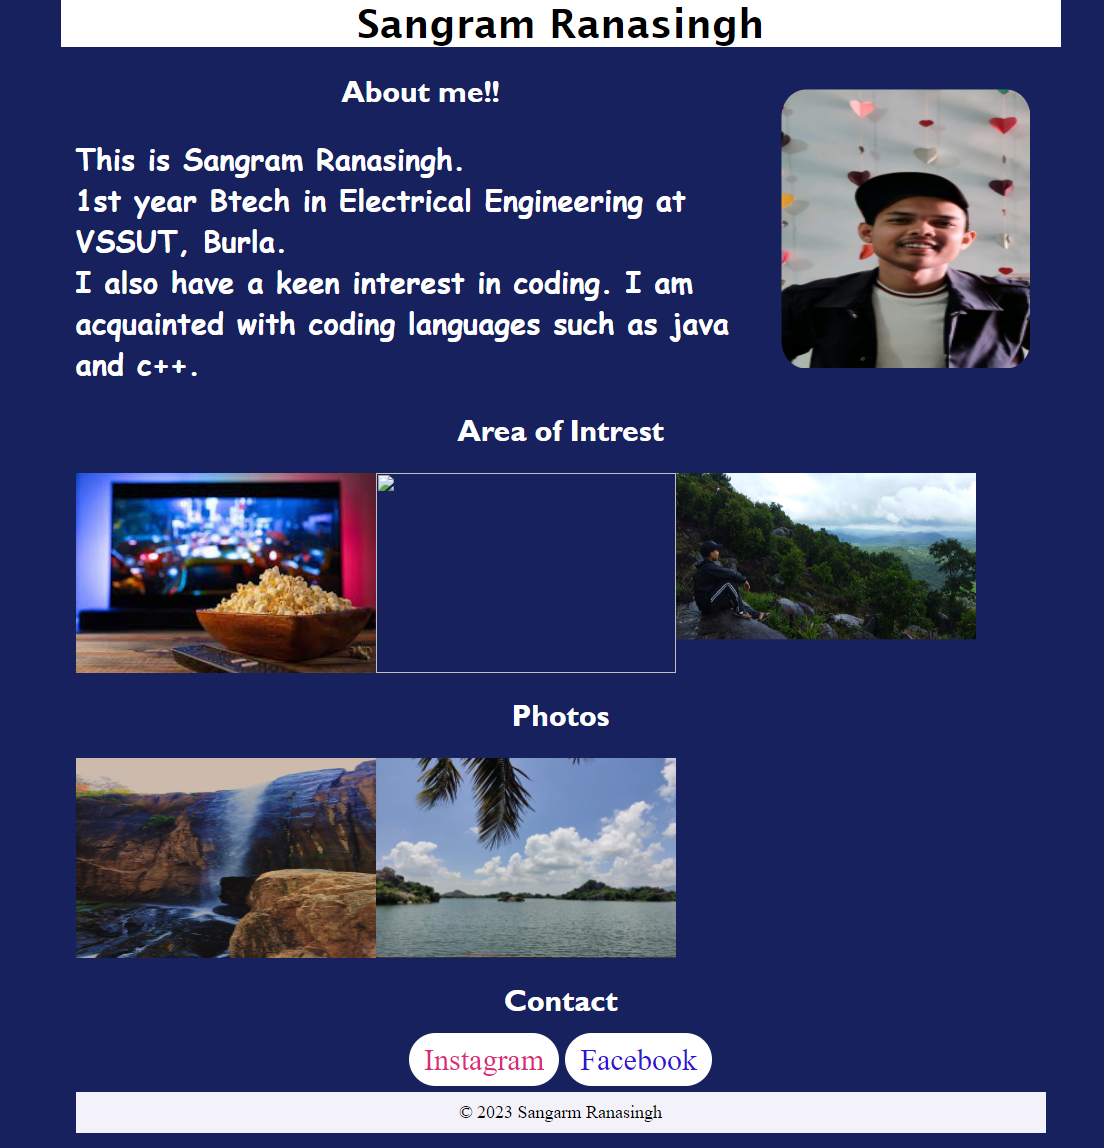 Sangram Ranasingh
About me!!
This is Sangram Ranasingh.
1st year Btech in Electrical Engineering at
VSSUT, Burla.
I also have a keen interest in coding. I am
acquainted with coding languages such as java
and c++.
Area of Intrest
Photos
Contact
Instagram Facebook
© 2023 Sangarm Ranasingh